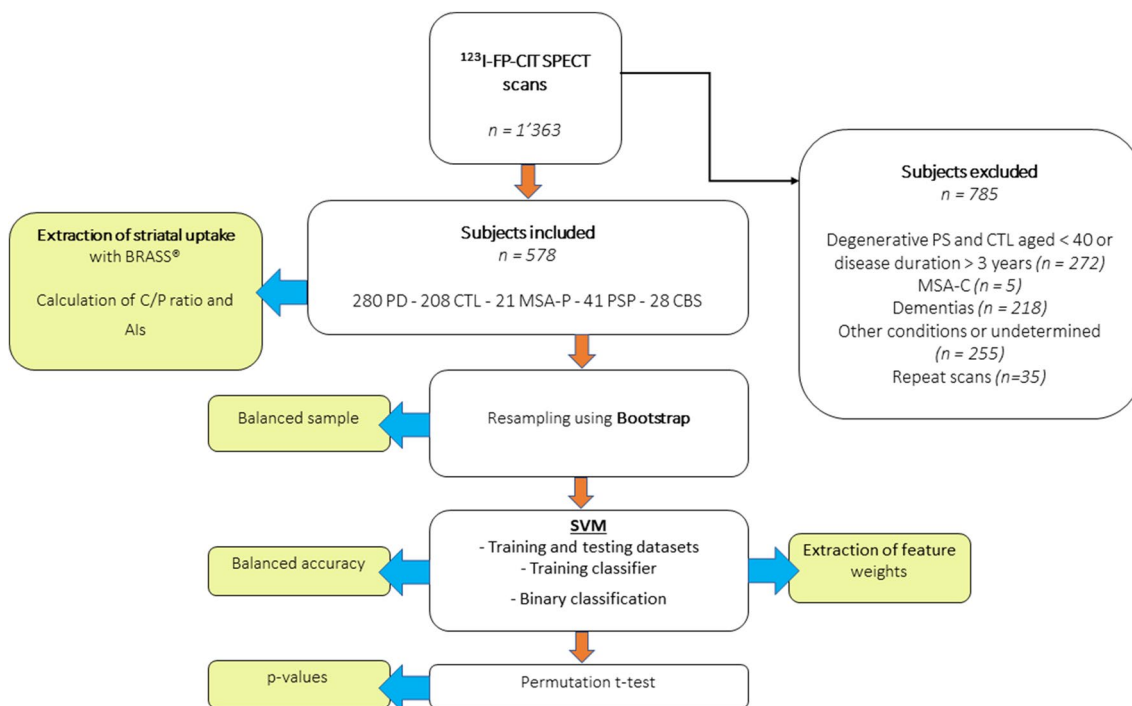 ¹²³I-FP-CIT SPECT
scans
n = 1’363
Subjects excluded
n = 785
Degenerative PS and CTL aged < 40 or
disease duration > 3 years (n = 272)
MSA-C (n = 5)
Dementias (n = 218)
Other conditions or undetermined
(n = 255)
Repeat scans (n=35)
Subjects included
n = 578
280 PD - 208 CTL - 21 MSA-P - 41 PSP - 28 CBS
Extraction of striatal uptake
with BRASS®
Calculation of C/P ratio and
AIs
Resampling using Bootstrap
Balanced sample
SVM
- Training and testing datasets
- Training classifier
- Binary classification
Balanced accuracy
Extraction of feature
weights
Permutation t-test
p-values